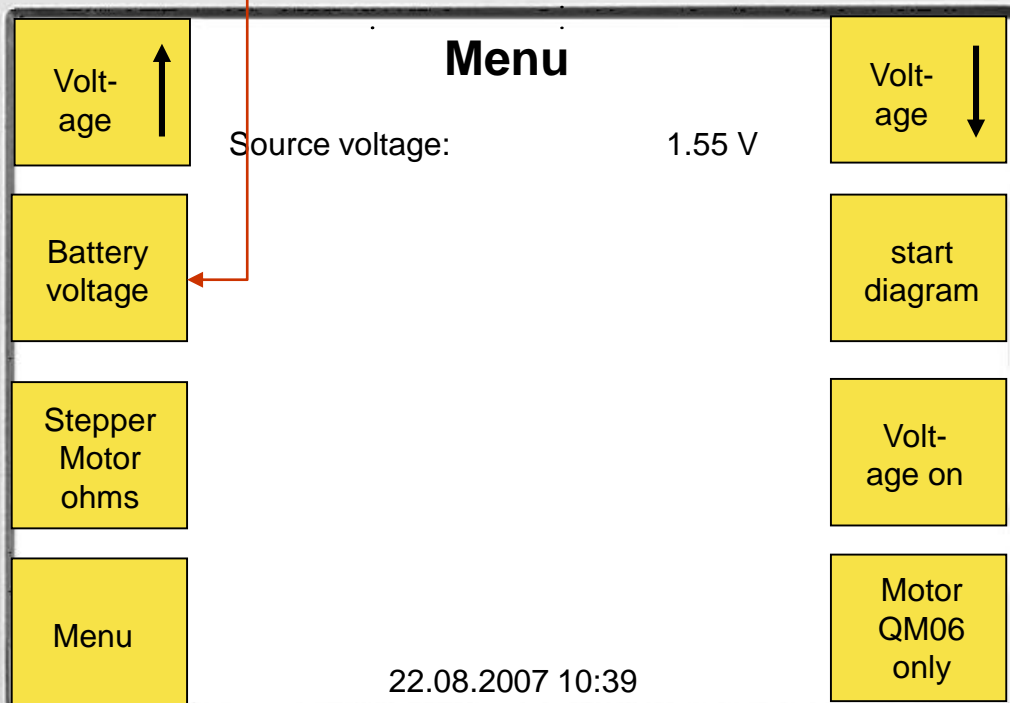 Menu
Volt-
age
Volt-
age
Source voltage: 1.55 V
Battery
voltage
start
diagram
Stepper
Motor
ohms
Volt-
age on
Menu
Motor
QM06
only
22.08.2007 10:39